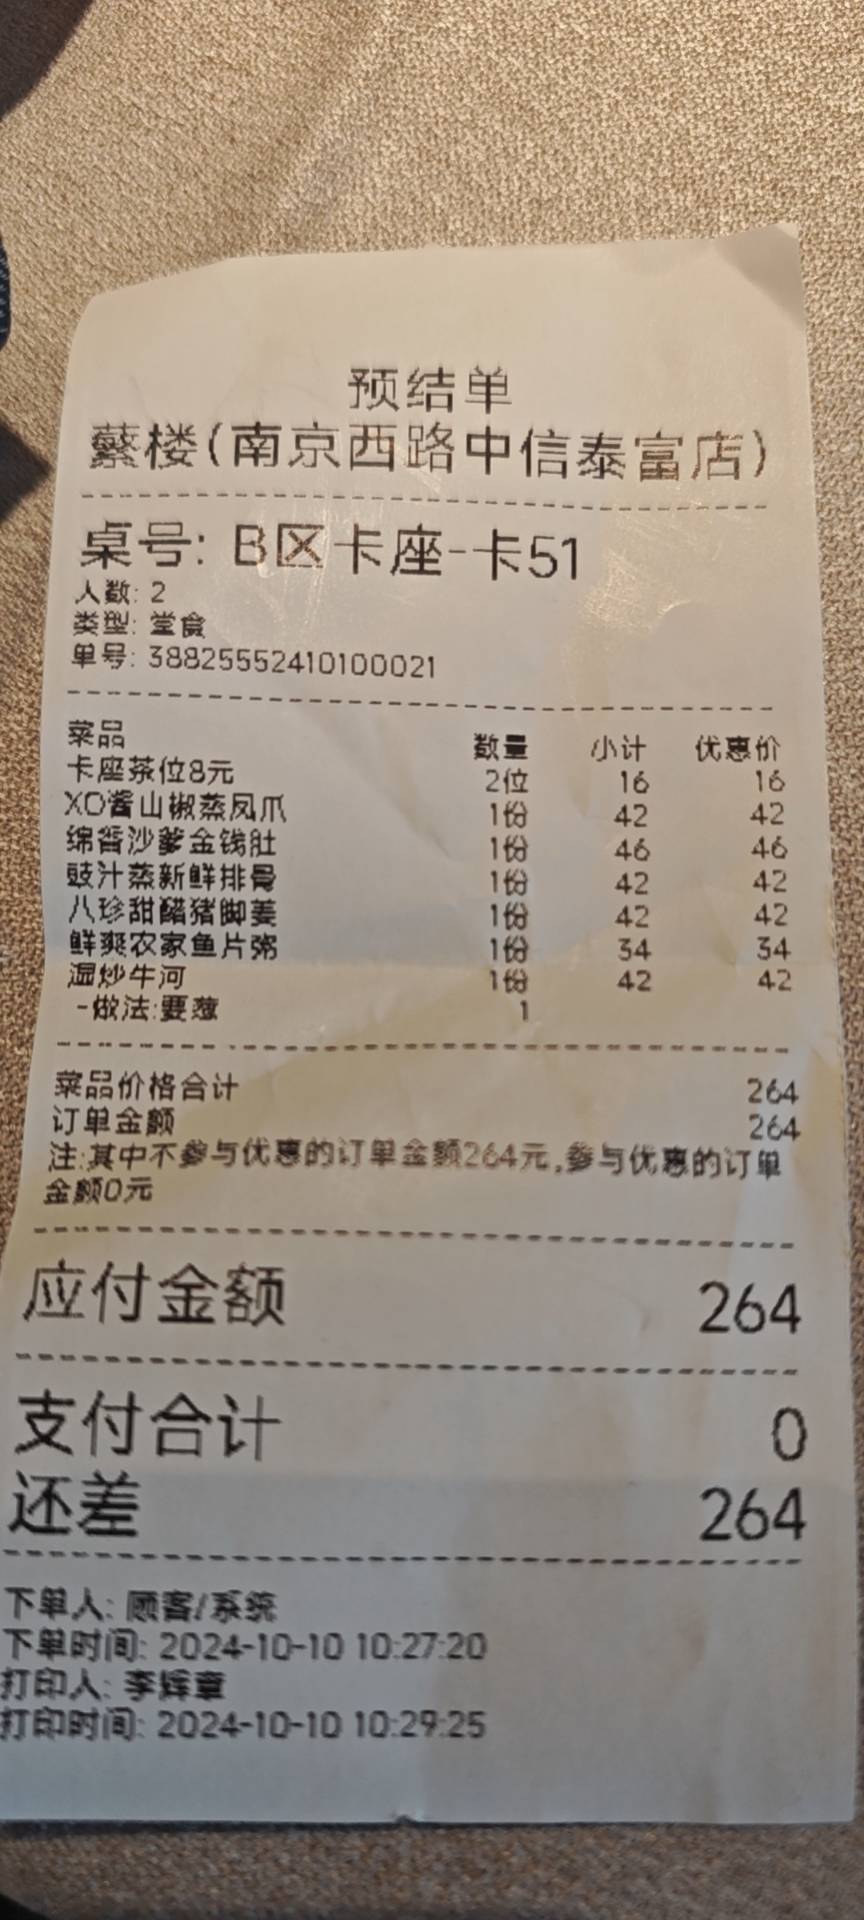 预结单
蘩楼(南京西路中信泰富店)
桌号: B区卡座-卡51
人数: 2
类型: 堂食
单号: 38825552410100021
菜品 数量 小计 优惠价
卡座茶位8元 2位 16 16
XO酱山椒蒸凤爪 1份 42 42
绵香沙爹金钱肚 1份 46 46
豉汁蒸新鲜排骨 1份 42 42
八珍甜醋猪脚姜 1份 42 42
鲜爽农家鱼片粥 1份 34 34
湿炒牛河 1份 42 42
-做法:要 1
菜品价格合计 264
订单金额 264
注:其中不参与优惠的订单金额264元,参与优惠的订单
金额0元
应付金额 264
支付合计 0
还差 264
下单人: 顾客/系统
下单时间: 2024-10-10 10:27:20
打印人: 李辉章
打印时间: 2024-10-10 10:29:25